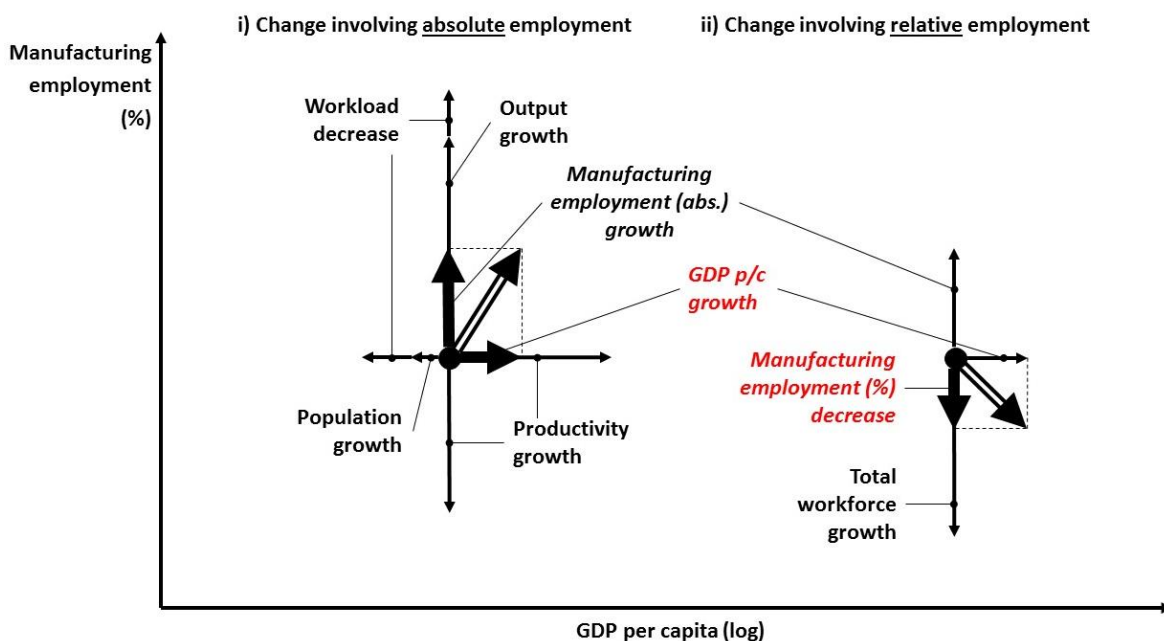 i) Change involving absolute employment
ii) Change involving relative employment
Manufacturing
employment
(%)
Workload
decrease
Output
growth
Manufacturing
employment (abs.)
growth
GDP p/c
growth
Manufacturing
employment (%)
decrease
Population
growth
Productivity
growth
Total
workforce
growth
GDP per capita (log)